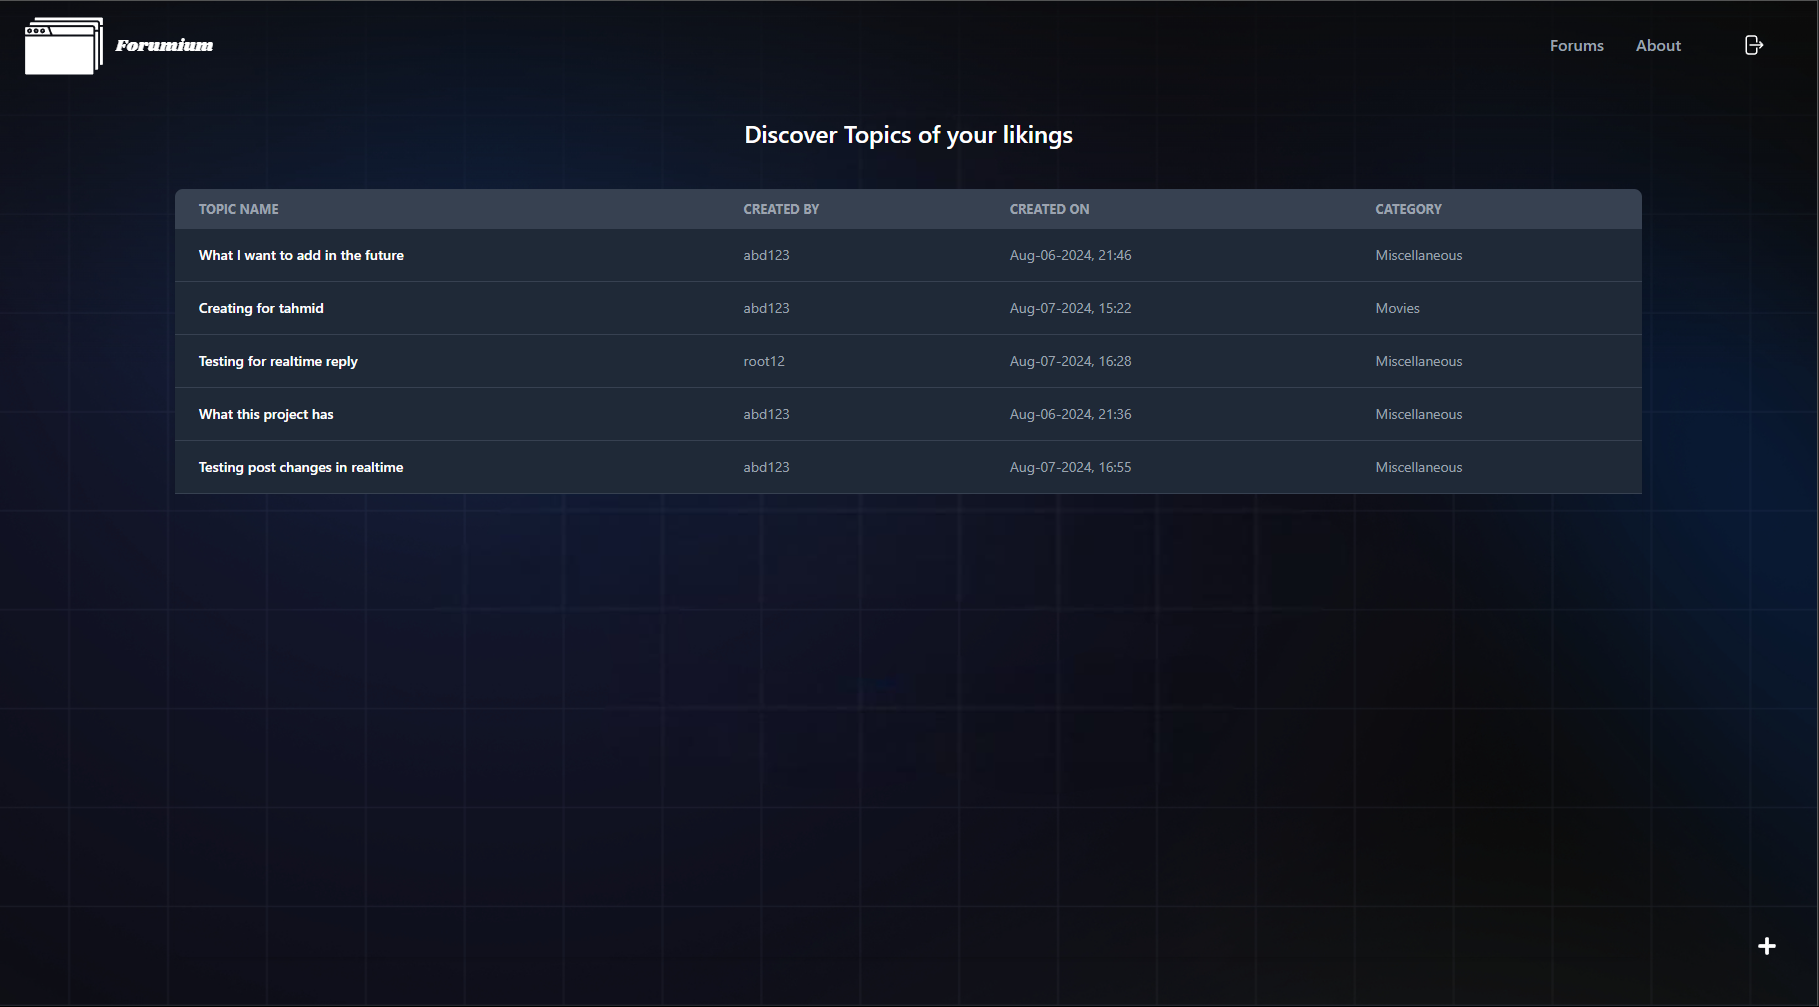 Forumium
Forums About
Discover Topics of your likings
TOPIC NAME CREATED BY CREATED ON CATEGORY
What I want to add in the future abd123 Aug-06-2024, 21:46 Miscellaneous
Creating for tahmid abd123 Aug-07-2024, 15:22 Movies
Testing for realtime reply root12 Aug-07-2024, 16:28 Miscellaneous
What this project has abd123 Aug-06-2024, 21:36 Miscellaneous
Testing post changes in realtime abd123 Aug-07-2024, 16:55 Miscellaneous